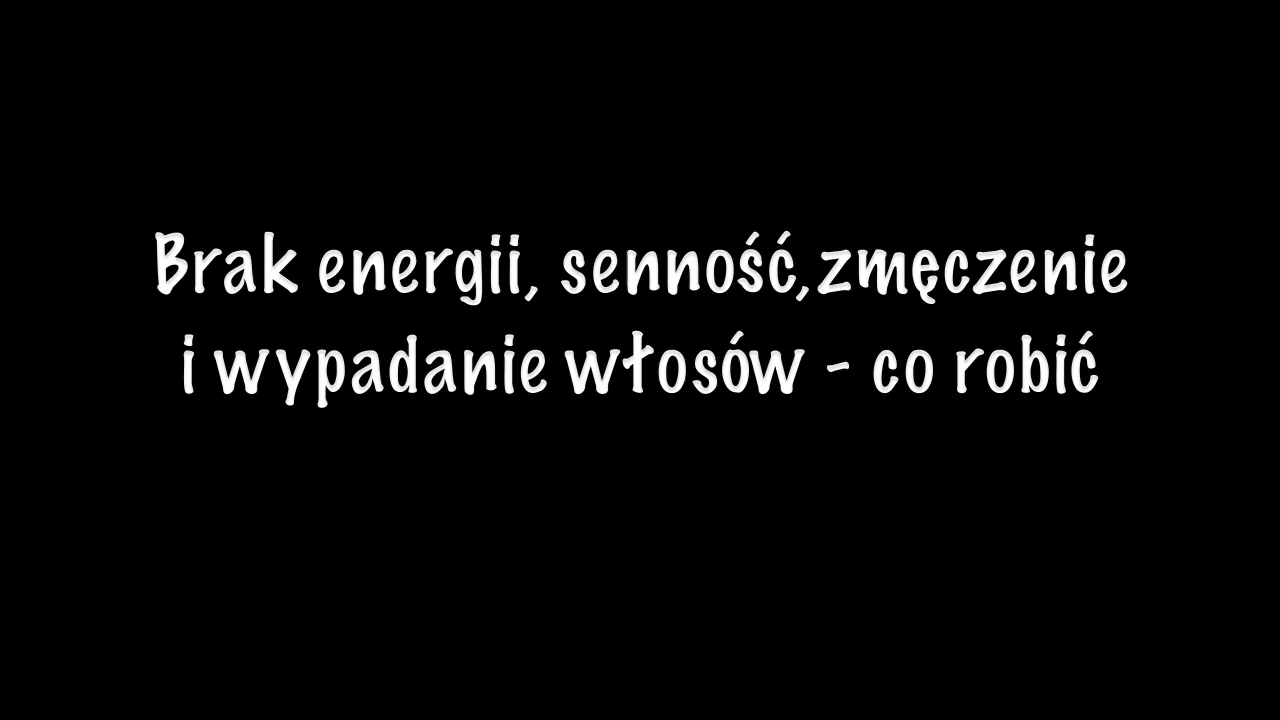 Brak energii, senność,zmęczenie
i wypadanie włosów - co robić